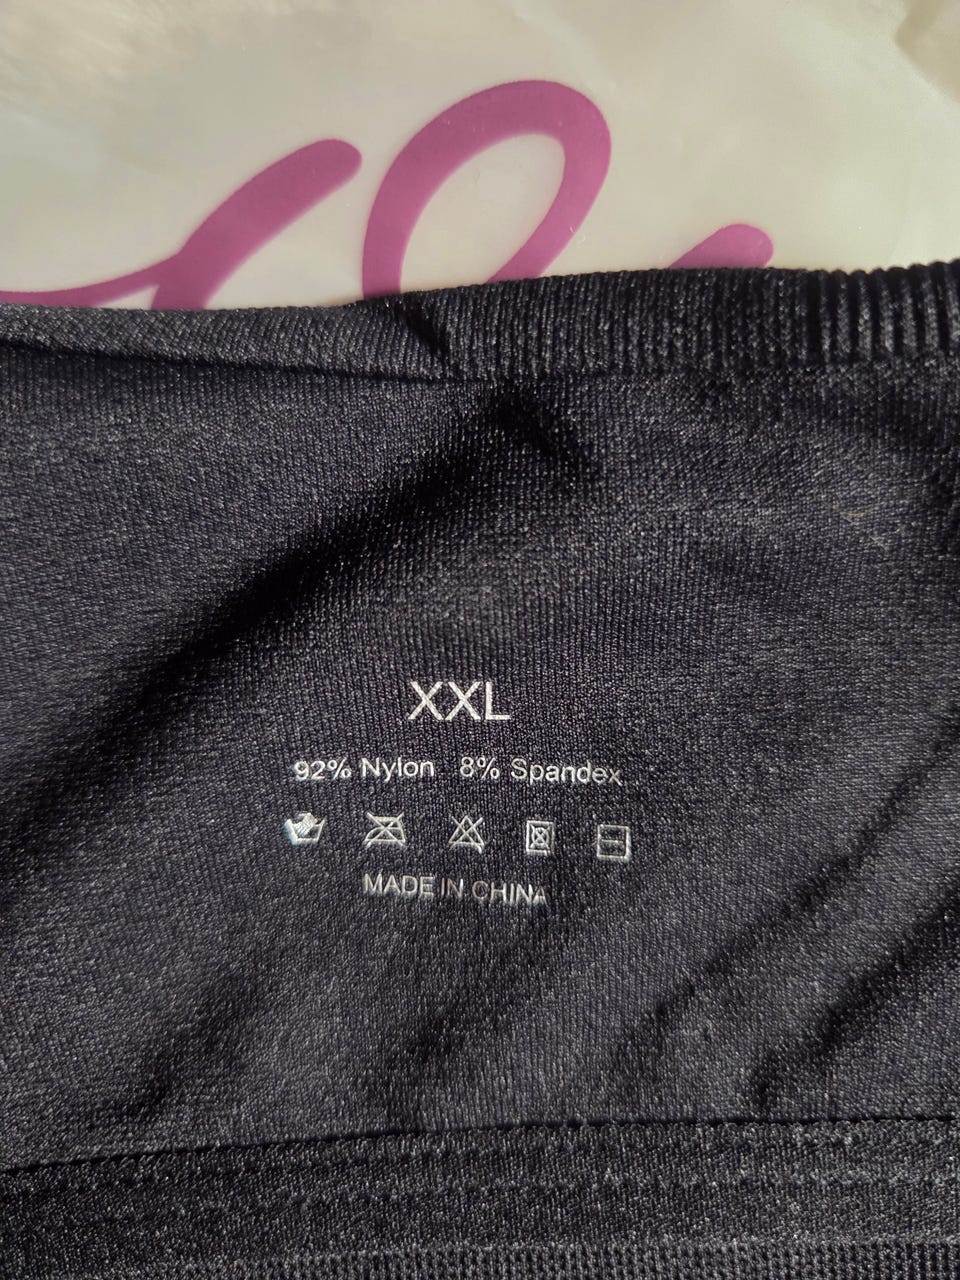 XXL
92% Nylon 8% Spandex
MADE IN CHINA